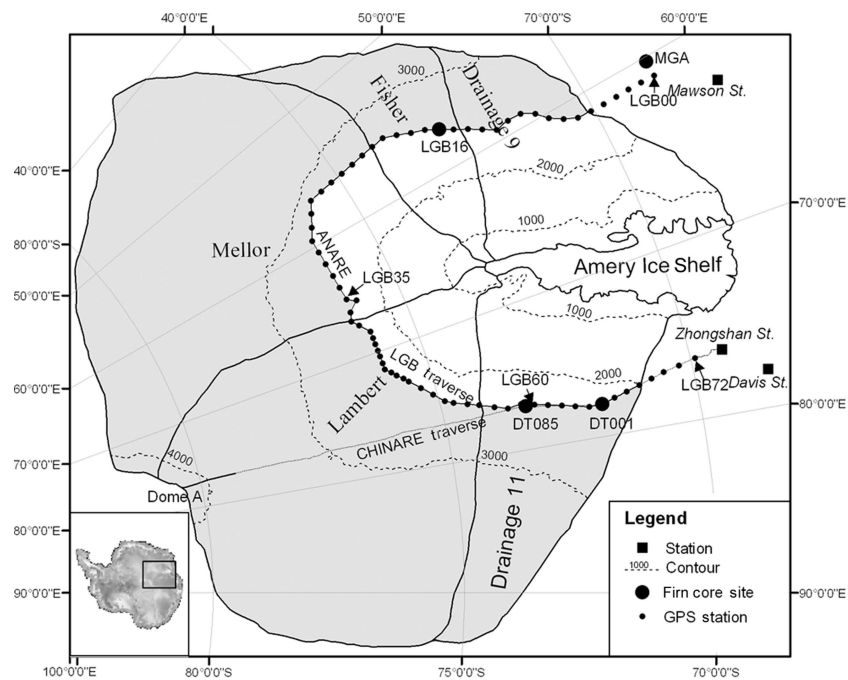 40°0'0"E
50°0'0"E
70°0'0"S
60°0'0"E
3000
Fisher
Drainage 9
MGA
LGB00
Mawson St.
LGB16
40°0'0"E
2000
70°0'0"E
1000
80°0'0"S
Mellor
ANARE
Amery Ice Shelf
LGB35
50°0'0"E
1000
Zhongshan St.
LGB traverse
LGB60
2000
LGB72
Davis St.
60°0'0"E
Lambert
80°0'0"E
DT085
DT001
CHINARE traverse
4000
3000
70°0'0"E
Dome A
Drainage 11
80°0'0"E
Legend
Station
1000
Contour
Firn core site
GPS station
90°0'0"E
90°0'0"E
100°0'0"E
80°0'0"S
75°0'0"S
70°0'0"S